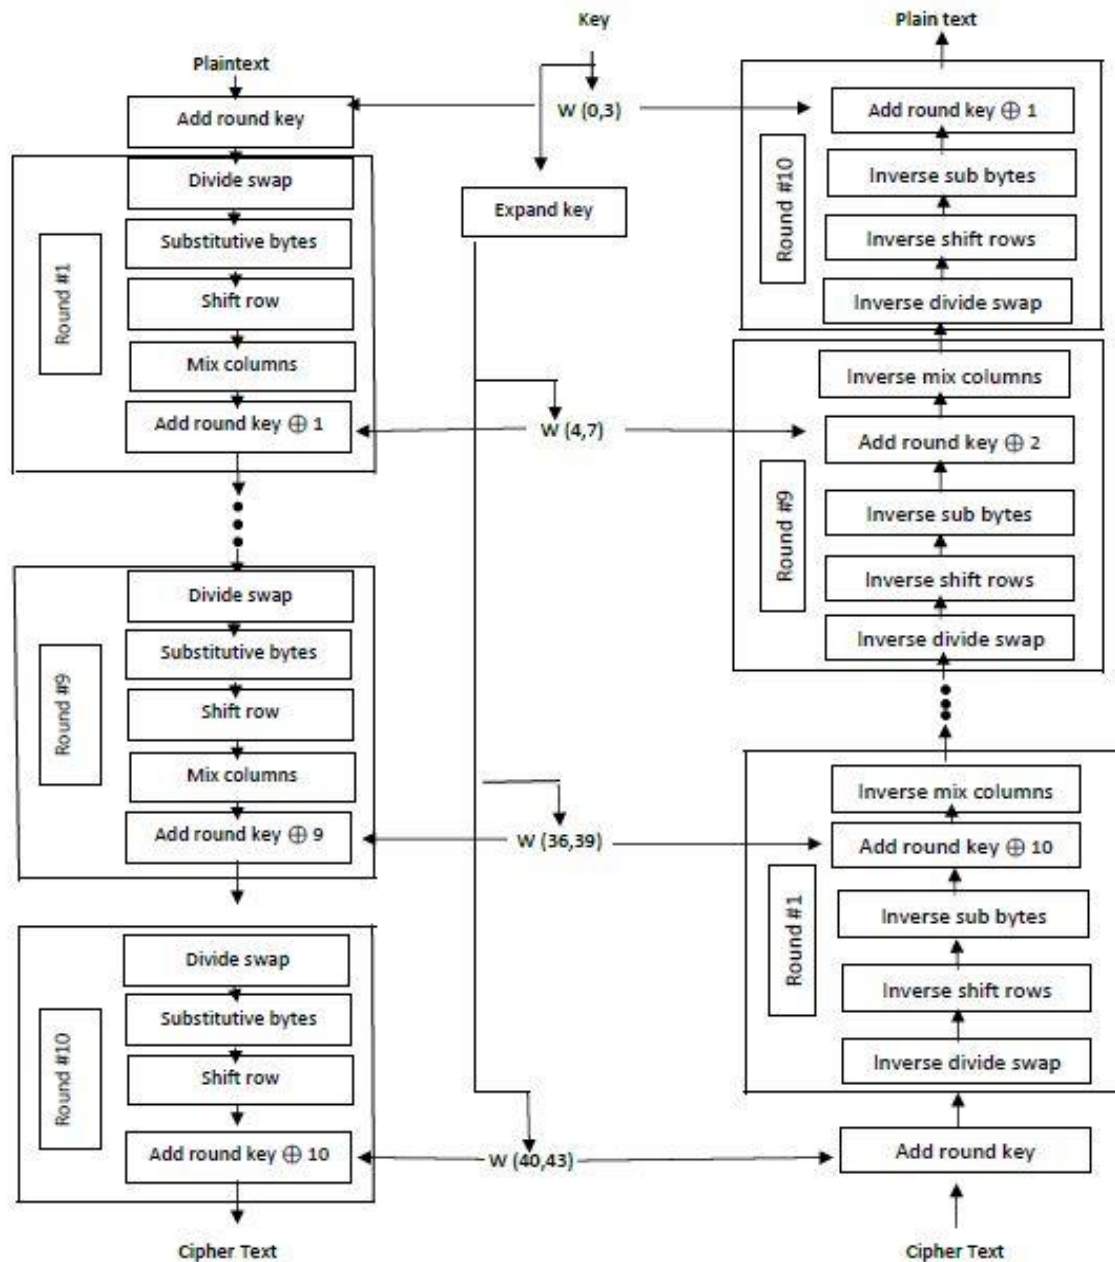 Plaintext
Add round key
Round #1
Divide swap
Substitutive bytes
Shift row
Mix columns
Add round key ⊕ 1
Round #9
Divide swap
Substitutive bytes
Shift row
Mix columns
Add round key ⊕ 9
Round #10
Divide swap
Substitutive bytes
Shift row
Add round key ⊕ 10
Cipher Text
Key
W (0,3)
Expand key
W (4,7)
W (36,39)
W (40,43)
Plain text
Add round key ⊕ 1
Inverse sub bytes
Inverse shift rows
Inverse divide swap
Round #10
Inverse mix columns
Add round key ⊕ 2
Inverse sub bytes
Inverse shift rows
Inverse divide swap
Round #9
Inverse mix columns
Add round key ⊕ 10
Inverse sub bytes
Inverse shift rows
Inverse divide swap
Round #1
Add round key
Cipher Text